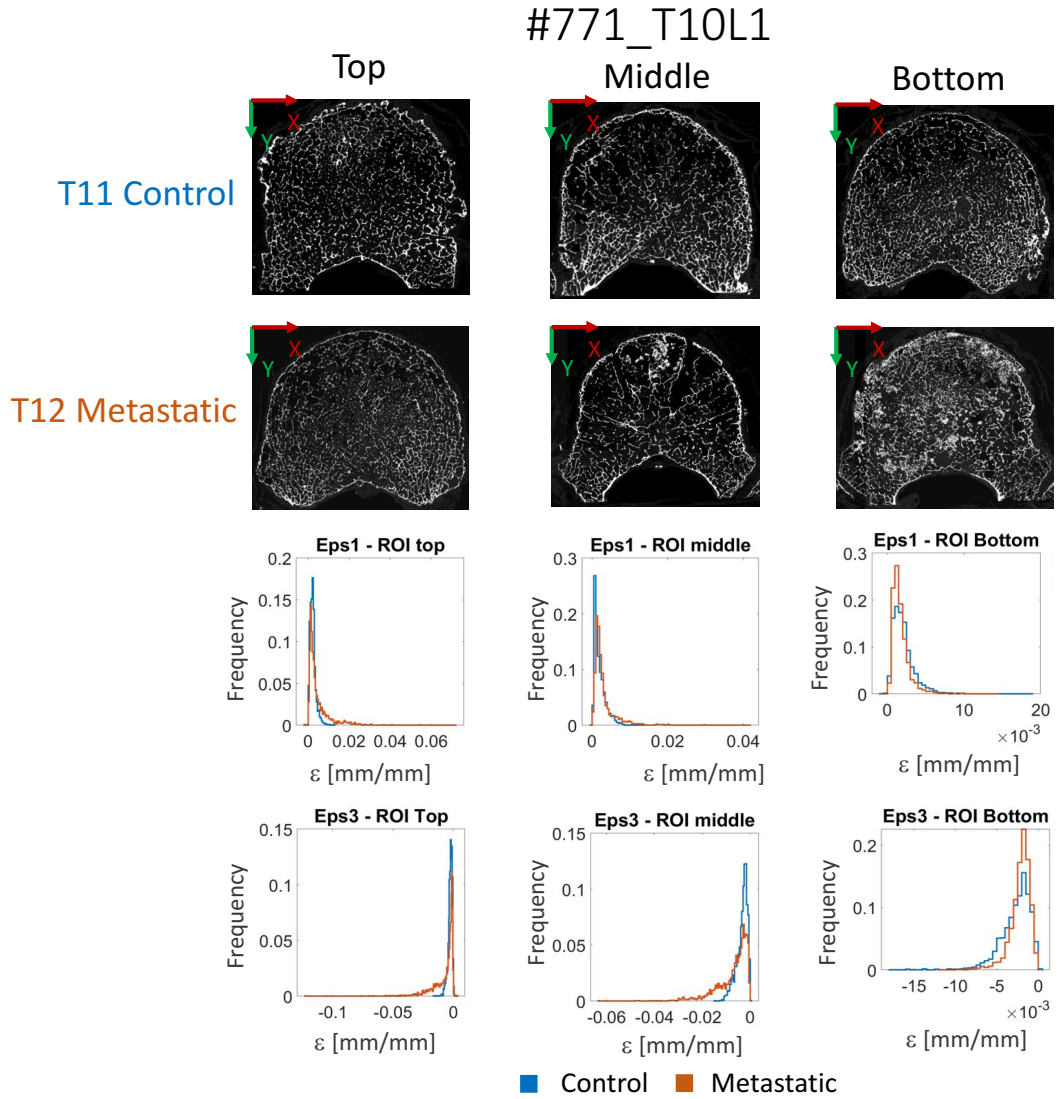 #771_T10L1
Top
Middle
Bottom
X
Y
X
Y
X
Y
T11 Control
X
Y
X
Y
X
Y
T12 Metastatic
Eps1 - ROI top
0.2
0.15
0.1
0.05
0
Frequency
0 0.02 0.04 0.06
ε [mm/mm]
Eps1 - ROI middle
0.3
0.2
0.1
0
Frequency
0 0.02 0.04
ε [mm/mm]
Eps1 - ROI Bottom
0.3
0.2
0.1
0
Frequency
0 10 20
×10⁻³
ε [mm/mm]
Eps3 - ROI Top
0.15
0.1
0.05
0
Frequency
-0.1 -0.05 0
ε [mm/mm]
Eps3 - ROI middle
0.15
0.1
0.05
0
Frequency
-0.06 -0.04 -0.02 0
ε [mm/mm]
Eps3 - ROI Bottom
0.2
0.1
0
Frequency
-15 -10 -5 0
×10⁻³
ε [mm/mm]
Control Metastatic